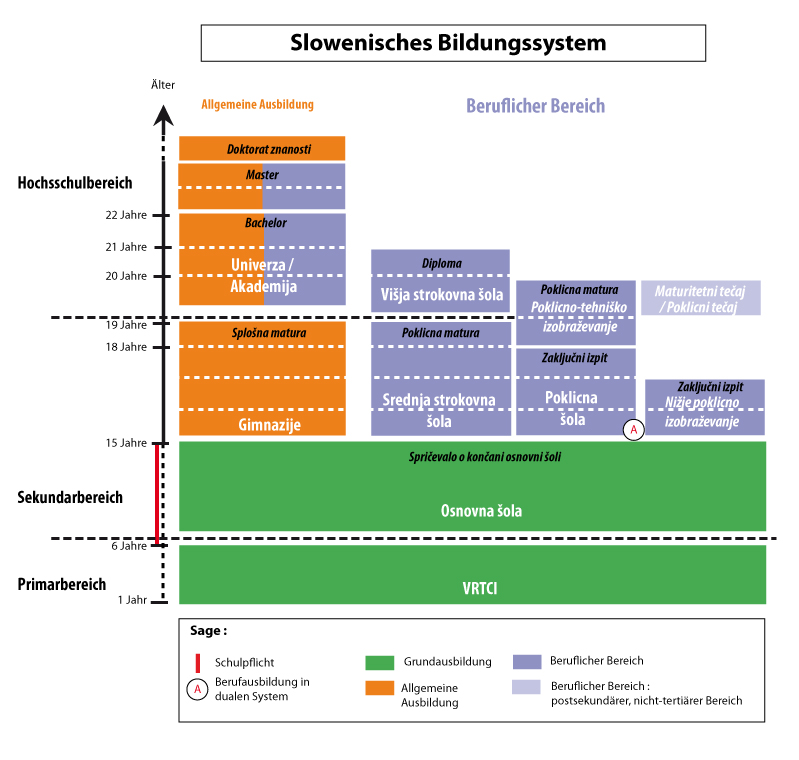 Slowenisches Bildungssystem
Älter
Allgemeine Ausbildung
Beruflicher Bereich
Doktorat znanosti
Hochsschulbereich
Master
22 Jahre
Bachelor
21 Jahre
Univerza /
Akademija
20 Jahre
Diploma
Višja strokovna šola
Poklicna matura
Poklicno-tehniško
izobraževanje
Maturitetni tečaj
/ Poklicni tečaj
19 Jahre
18 Jahre
Splošna matura
Gimnazije
Poklicna matura
Srednja strokovna
šola
Zaključni izpit
Poklicna
šola
A
Zaključni izpit
Nižje poklicno
izobraževanje
15 Jahre
Spričevalo o končani osnovni šoli
Sekundarbereich
Osnovna šola
6 Jahre
Primarbereich
VRTCI
1 Jahr
Sage :
Schulpflicht
A
Berufausbildung in
dualen System
Grundausbildung
Allgemeine
Ausbildung
Beruflicher Bereich
Beruflicher Bereich :
postsekundärer, nicht-tertiärer Bereich